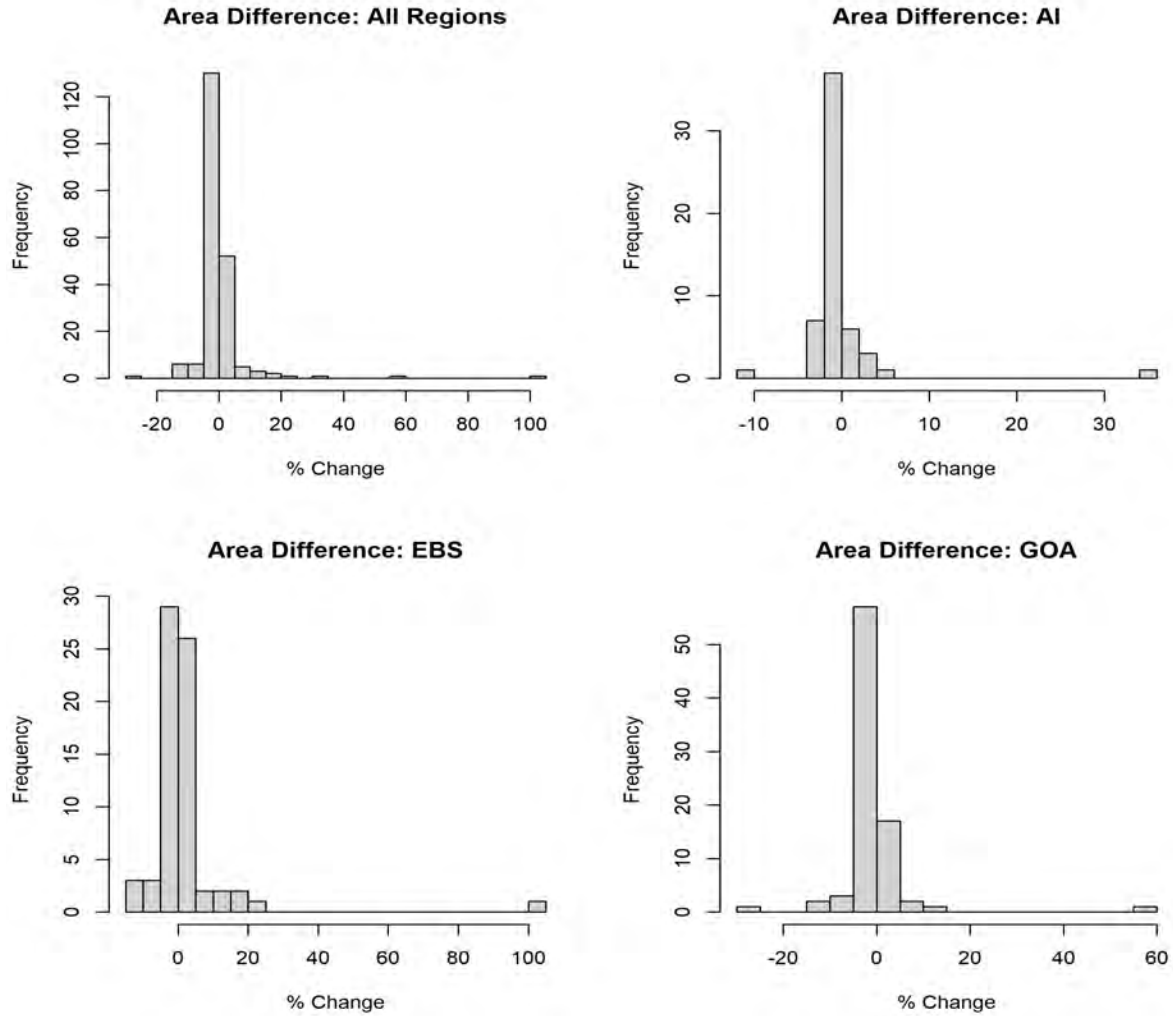 Area Difference: All Regions
Frequency
0 20 40 60 80 100 120
-20 0 20 40 60 80 100
% Change
Area Difference: AI
Frequency
0 10 20 30
-10 0 10 20 30
% Change
Area Difference: EBS
Frequency
0 5 10 15 20 25 30
0 20 40 60 80 100
% Change
Area Difference: GOA
Frequency
0 10 20 30 40 50
-20 0 20 40 60
% Change